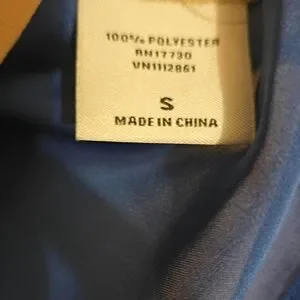 100% POLYESTER
RN17730
VN1112861
S
MADE IN CHINA